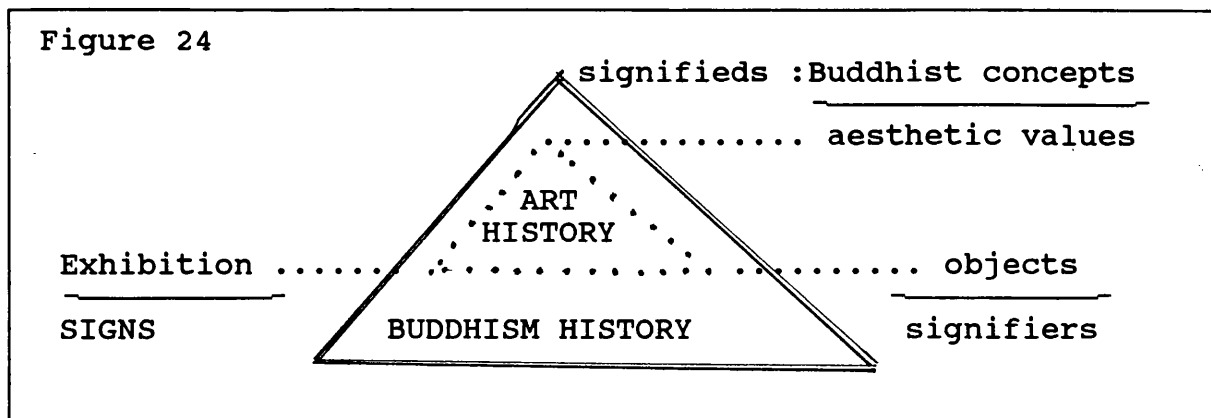 Figure 24
signifieds :Buddhist concepts
aesthetic values
ART
HISTORY
Exhibition objects
SIGNS BUDDHISM HISTORY signifiers